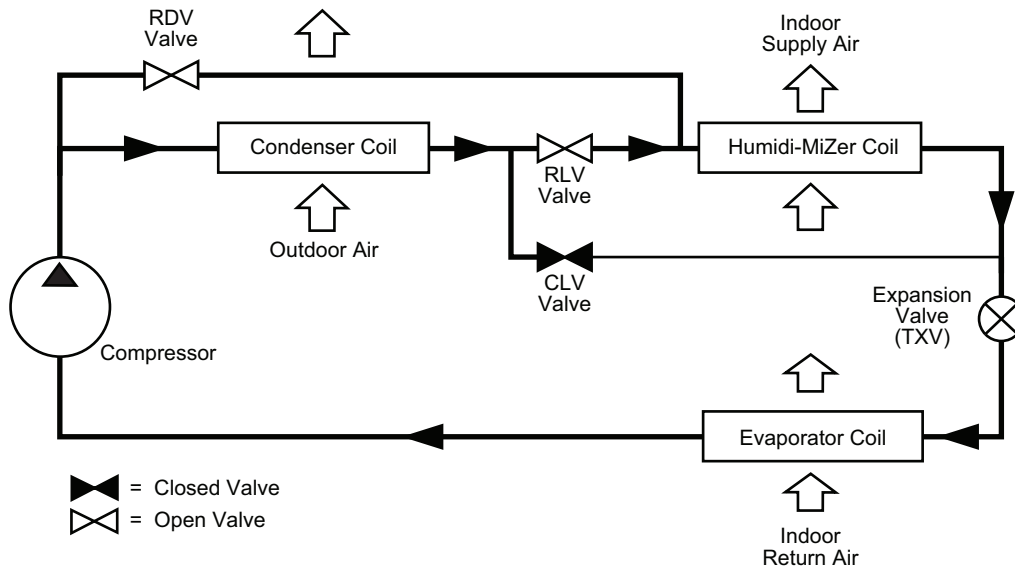 RDV
Valve
Indoor
Supply Air
Condenser Coil
Humidi-MiZer Coil
RLV
Valve
Outdoor Air
CLV
Valve
Expansion
Valve
(TXV)
Compressor
Evaporator Coil
= Closed Valve
= Open Valve
Indoor
Return Air